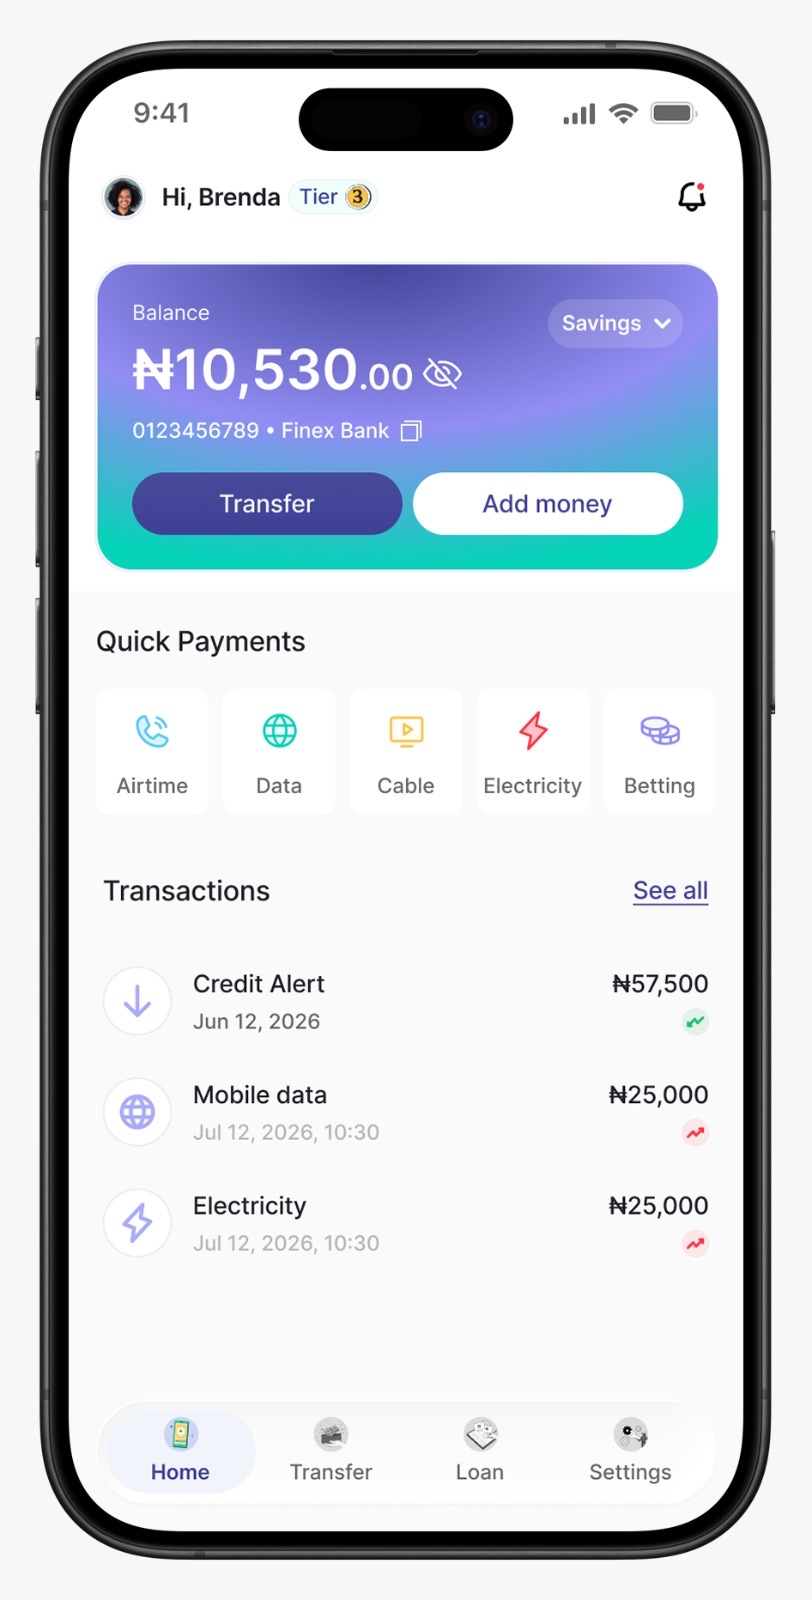 9:41
Hi, Brenda Tier 3
Balance
Savings
₦10,530.00
0123456789 • Finex Bank
Transfer Add money
Quick Payments
Airtime Data Cable Electricity Betting
Transactions See all
Credit Alert ₦57,500
Jun 12, 2026
Mobile data ₦25,000
Jul 12, 2026, 10:30
Electricity ₦25,000
Jul 12, 2026, 10:30
Home Transfer Loan Settings